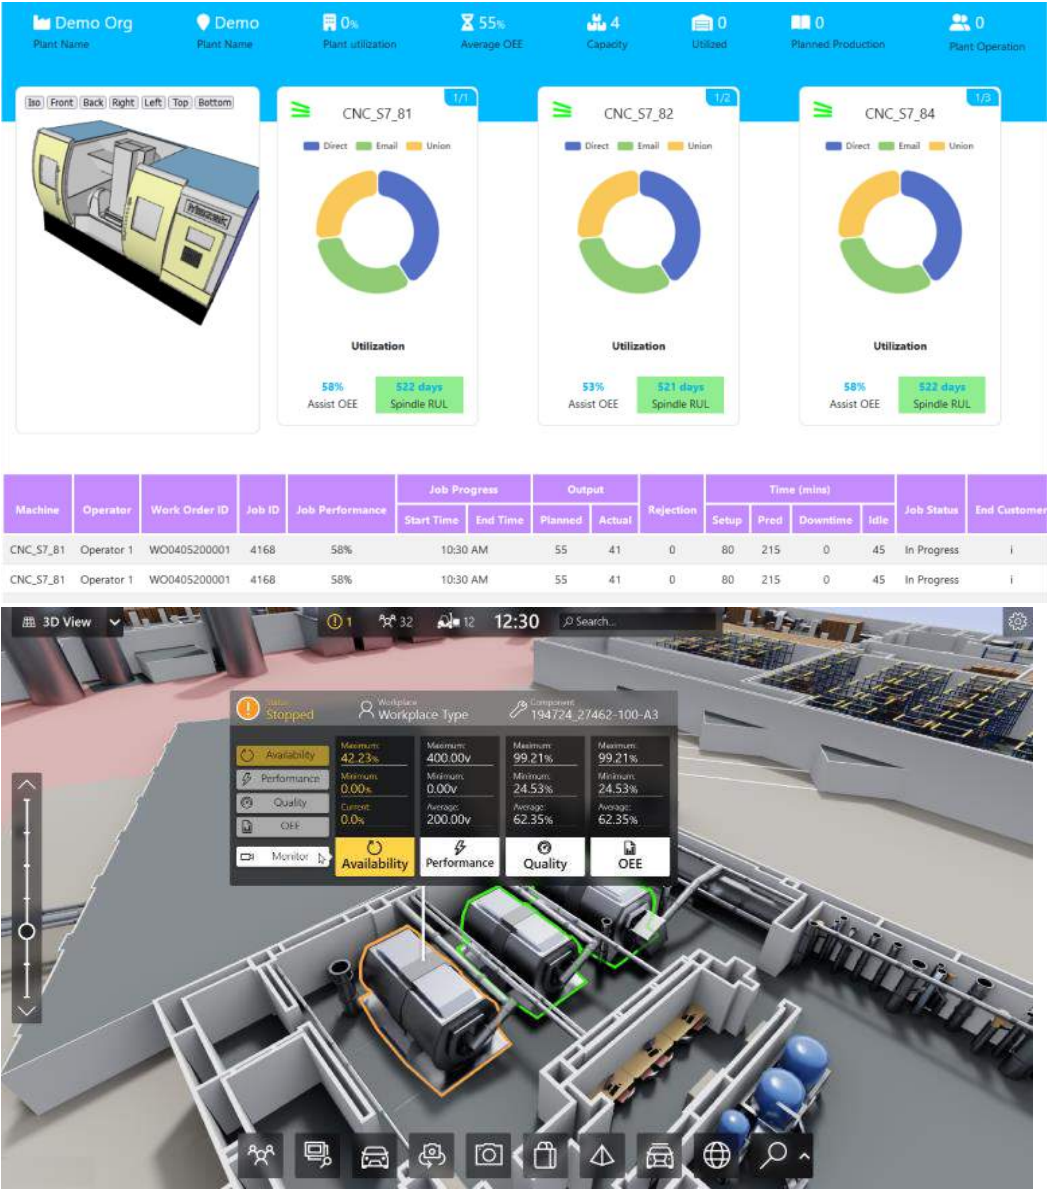 Demo Org
Plant Name
Demo
Plant Name
0%
Plant utilization
55%
Average OEE
4
Capacity
0
Utilized
0
Planned Production
0
Plant Operation
Iso Front Back Right Left Top Bottom
1/1
CNC_S7_81
Direct Email Union
Utilization
58%
Assist OEE
522 days
Spindle RUL
1/2
CNC_S7_82
Direct Email Union
Utilization
53%
Assist OEE
521 days
Spindle RUL
1/3
CNC_S7_84
Direct Email Union
Utilization
58%
Assist OEE
522 days
Spindle RUL
Machine Operator Work Order ID Job ID Job Performance Job Progress Output Rejection Time (mins) Job Status End Customer
Start Time End Time Planned Actual Setup Pred Downtime Idle
CNC_S7_81 Operator 1 WO0405200001 4168 58% 10:30 AM 55 41 0 80 215 0 45 In Progress i
CNC_S7_81 Operator 1 WO0405200001 4168 58% 10:30 AM 55 41 0 80 215 0 45 In Progress i
3D View
1
32
12
12:30
Search...
Status
Stopped
Workplace
Workplace Type
Component
194724_27462-100-A3
Availability
Performance
Quality
OEE
Monitor
Maximum:
42.23%
Minimum:
0.00%
Current:
0.0%
Availability
Maximum:
400.00v
Minimum:
0.00v
Average:
200.00v
Performance
Maximum:
99.21%
Minimum:
24.53%
Average:
62.35%
Quality
Maximum:
99.21%
Minimum:
24.53%
Average:
62.35%
OEE